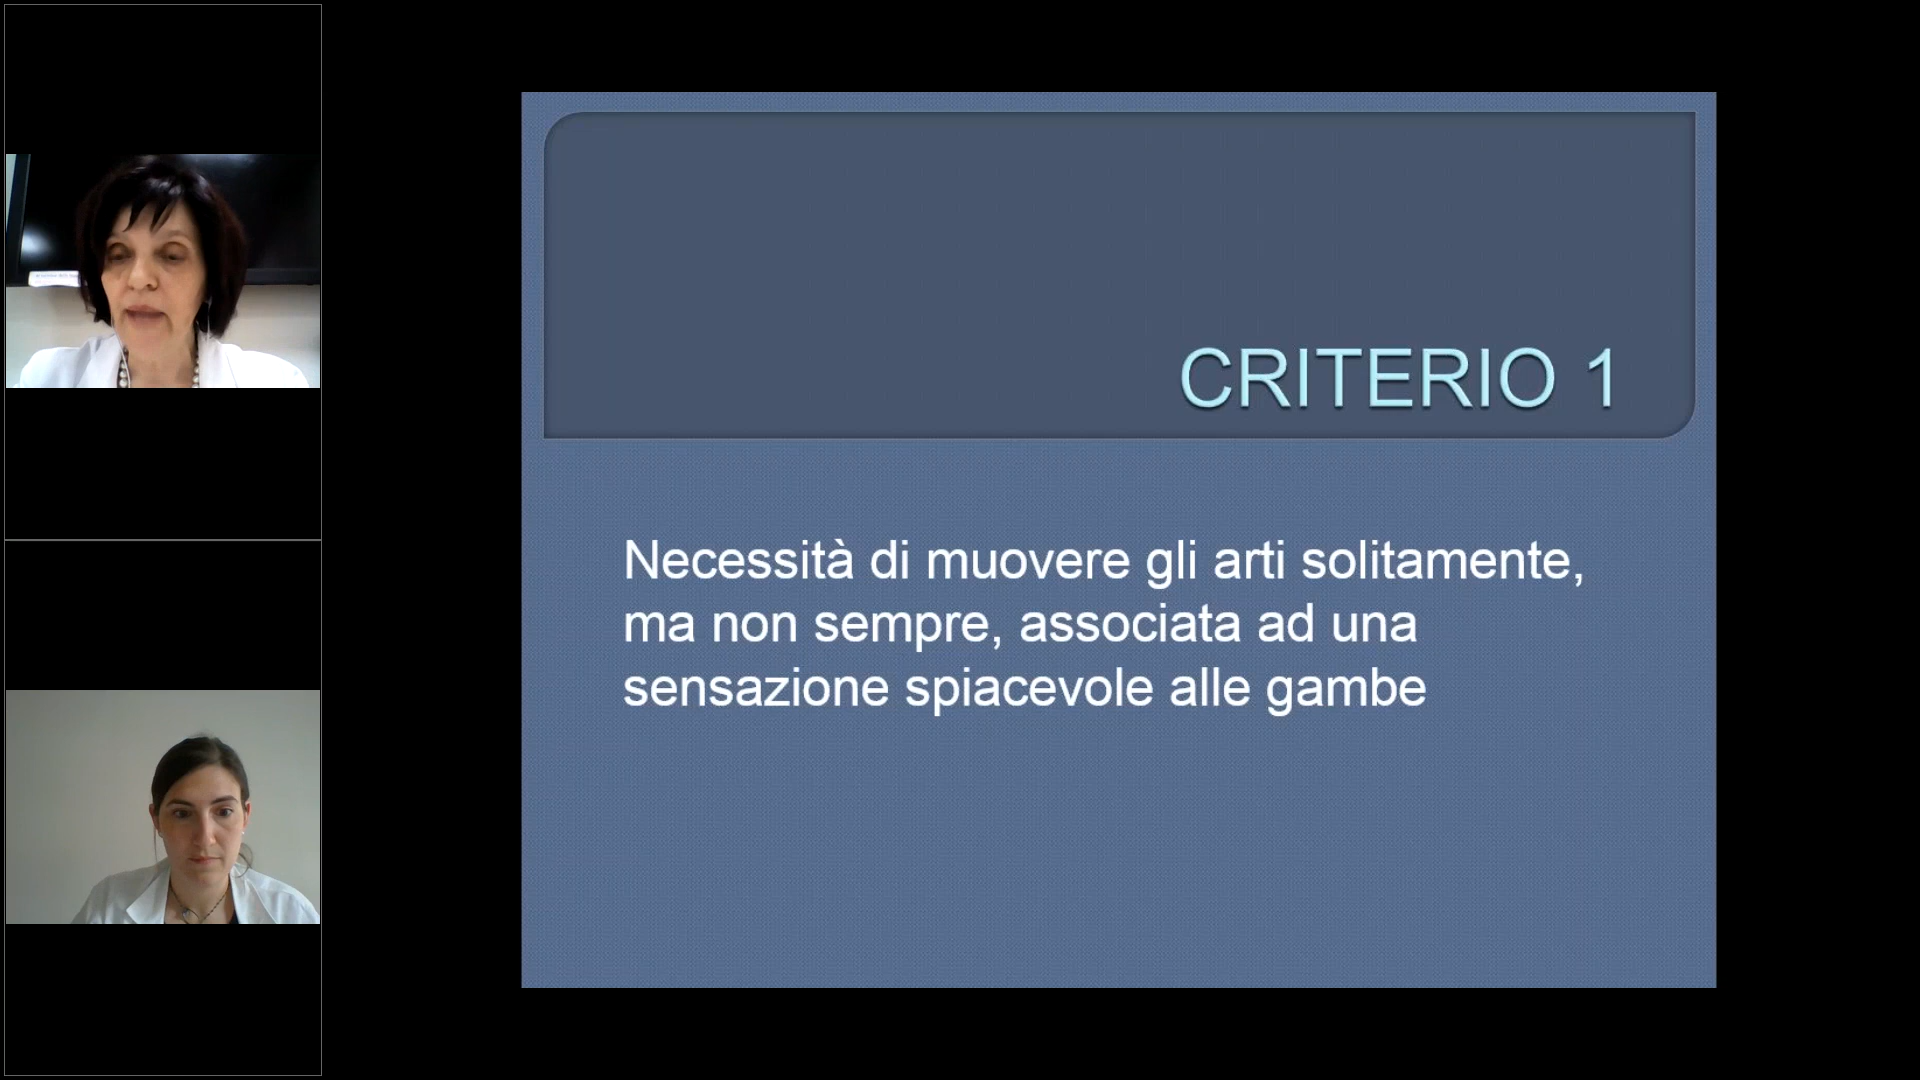 CRITERIO 1
Necessità di muovere gli arti solitamente,
ma non sempre, associata ad una
sensazione spiacevole alle gambe